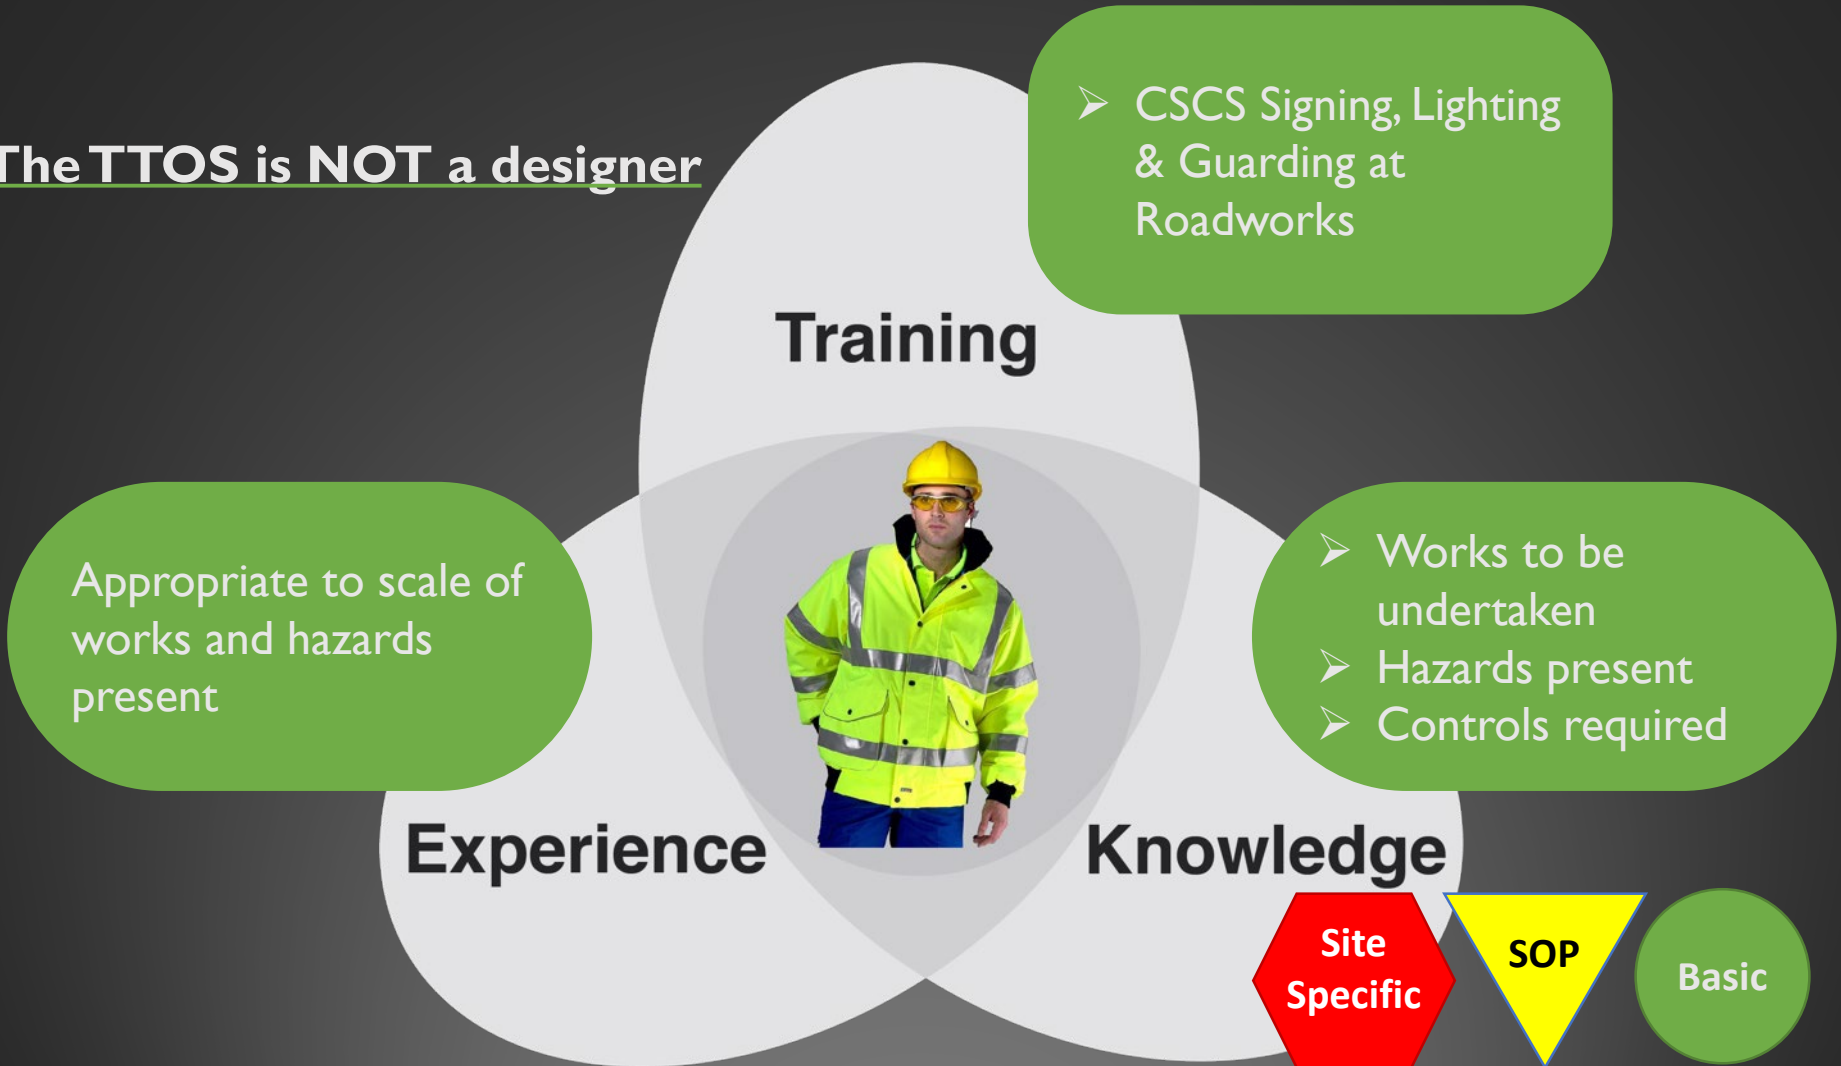 The TTOS is NOT a designer
➢ CSCS Signing, Lighting
& Guarding at
Roadworks
Training
Appropriate to scale of
works and hazards
present
➢ Works to be
undertaken
➢ Hazards present
➢ Controls required
Experience
Knowledge
Site
Specific
SOP
Basic